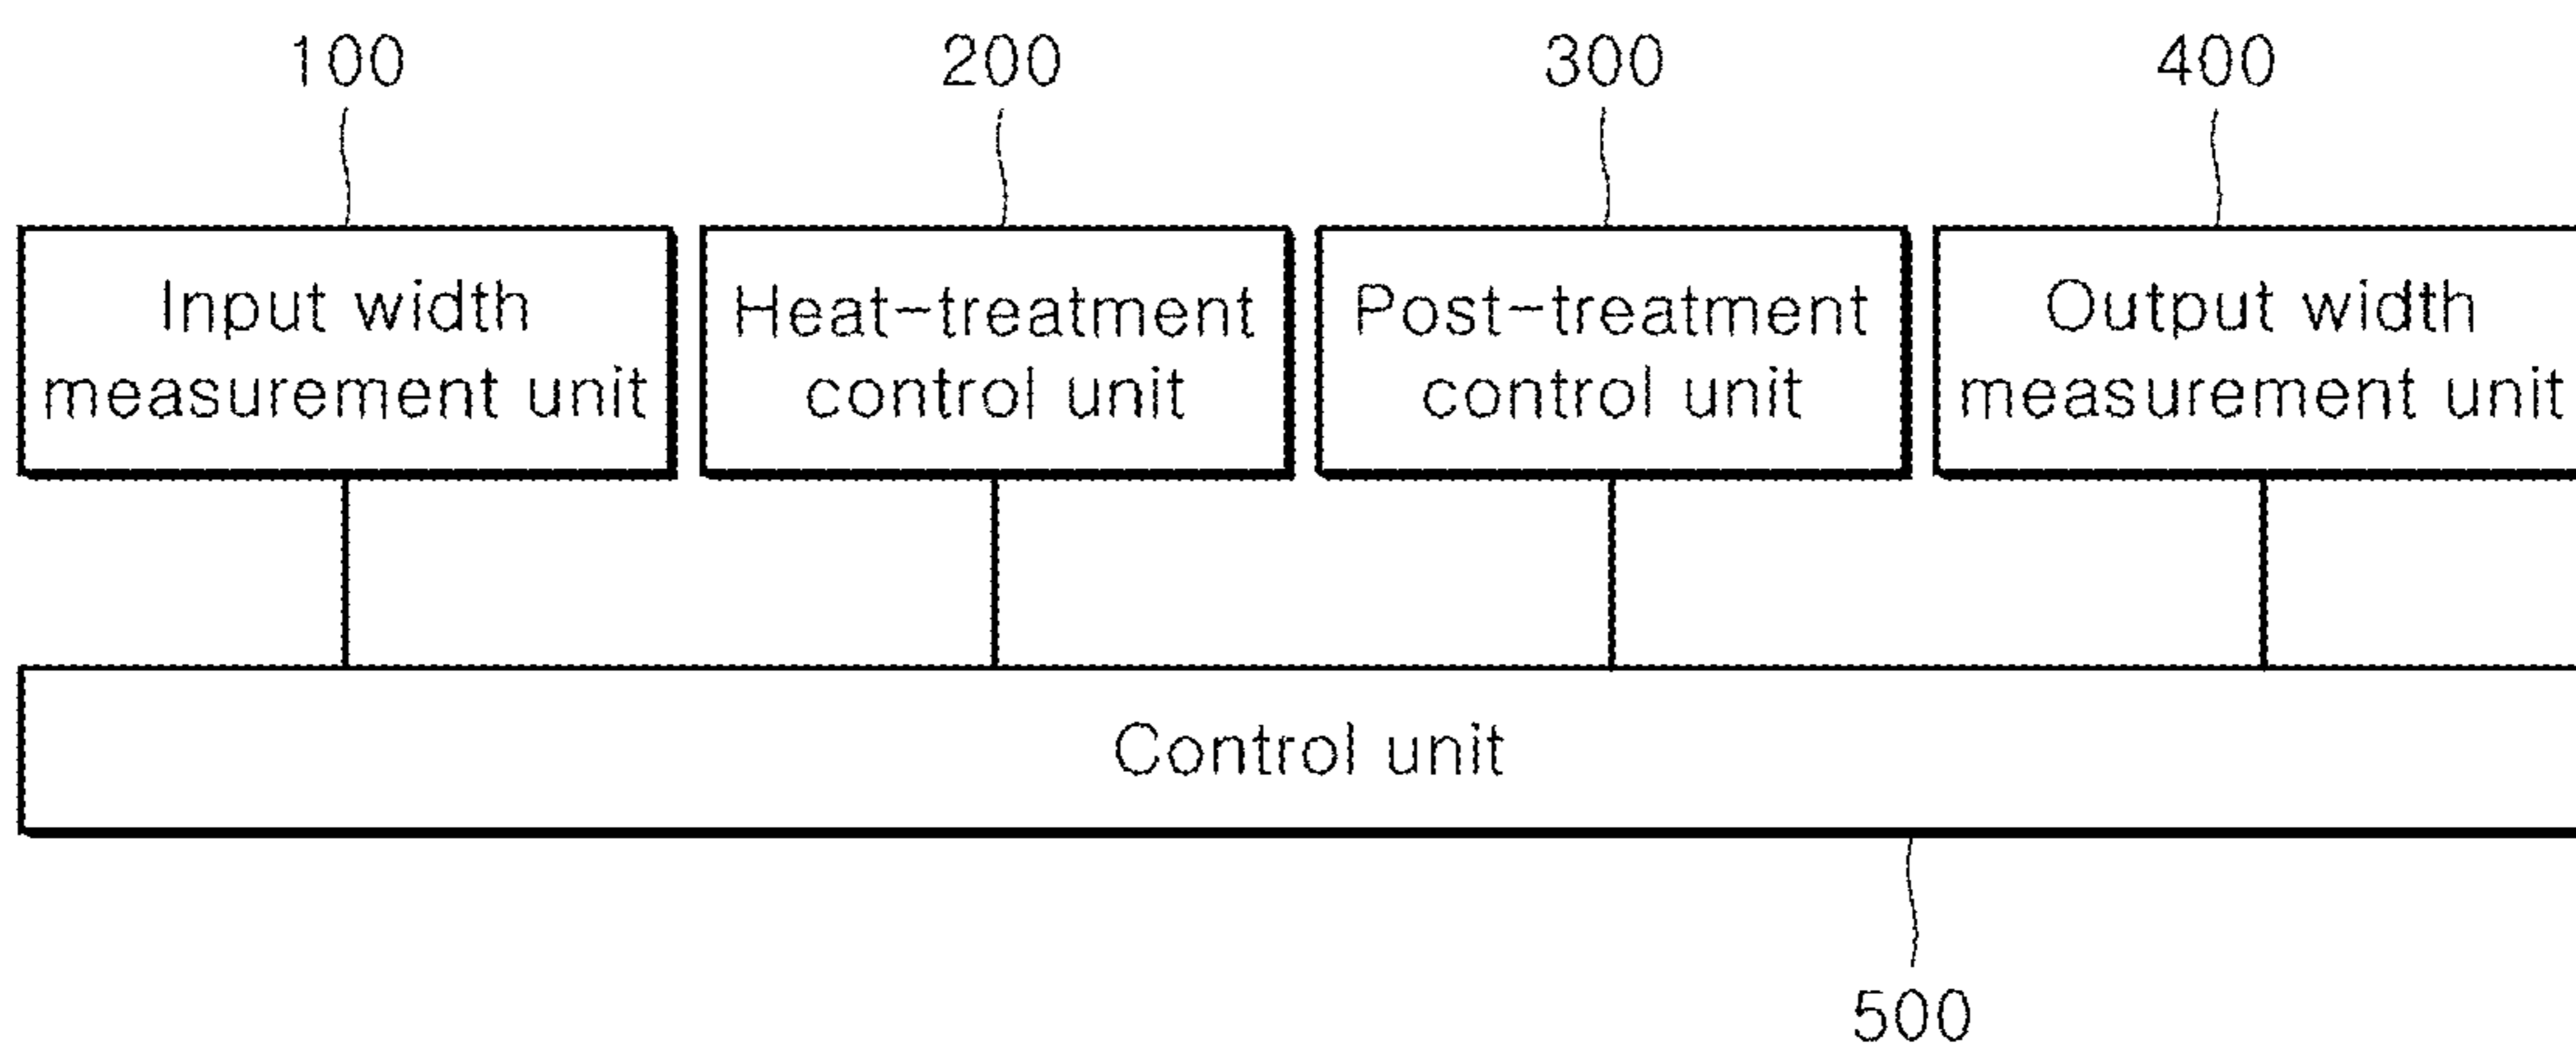 100
200
300
400
Input width
measurement unit
Heat-treatment
control unit
Post-treatment
control unit
Output width
measurement unit
Control unit
500